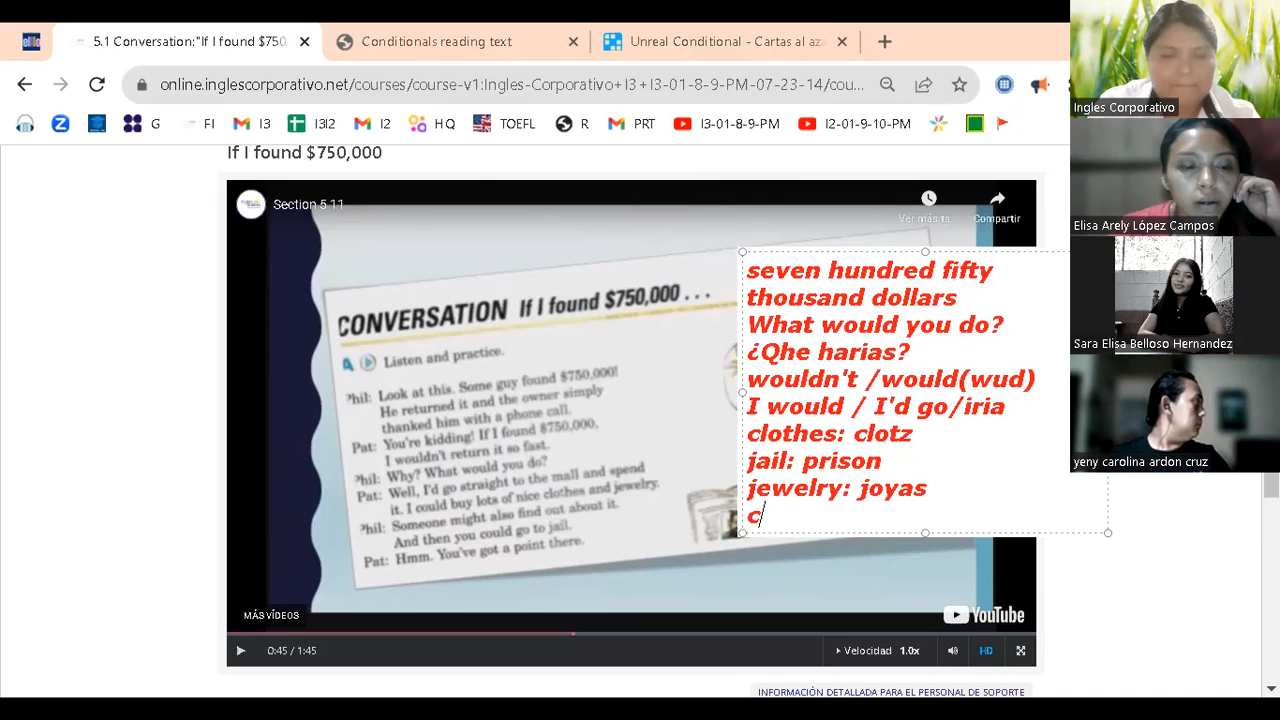 5.1 Conversation:"If I found $750,
Conditionals reading text
Unreal Conditional - Cartas al aza
online.inglescorporativo.net/courses/course-v1:Ingles-Corporativo+I3+I3-01-8-9-PM-07-23-14/cou...
G
FI
I3
I3I2
I2
HQ
TOEFL
R
PRT
I3-01-8-9-PM
I2-01-9-10-PM
If I found $750,000
Section 5 11
Ver más ta
Compartir
CONVERSATION If I found $750,000 . . .
A Listen and practice.
Phil: Look at this. Some guy found $750,000!
He returned it and the owner simply
thanked him with a phone call.
Pat: You're kidding! If I found $750,000,
I wouldn't return it so fast.
Phil: Why? What would you do?
Pat: Well, I'd go straight to the mall and spend
it. I could buy lots of nice clothes and jewelry.
Phil: Someone might also find out about it.
And then you could go to jail.
Pat: Hmm. You've got a point there.
seven hundred fifty
thousand dollars
What would you do?
¿Qhe harias?
wouldn't /would(wud)
I would / I'd go/iria
clothes: clotz
jail: prison
jewelry: joyas
c
MÁS VÍDEOS
YouTube
0:45 / 1:45
Velocidad 1.0x
HD
INFORMACIÓN DETALLADA PARA EL PERSONAL DE SOPORTE
Ingles Corporativo
Elisa Arely López Campos
Sara Elisa Belloso Hernandez
yeny carolina ardon cruz